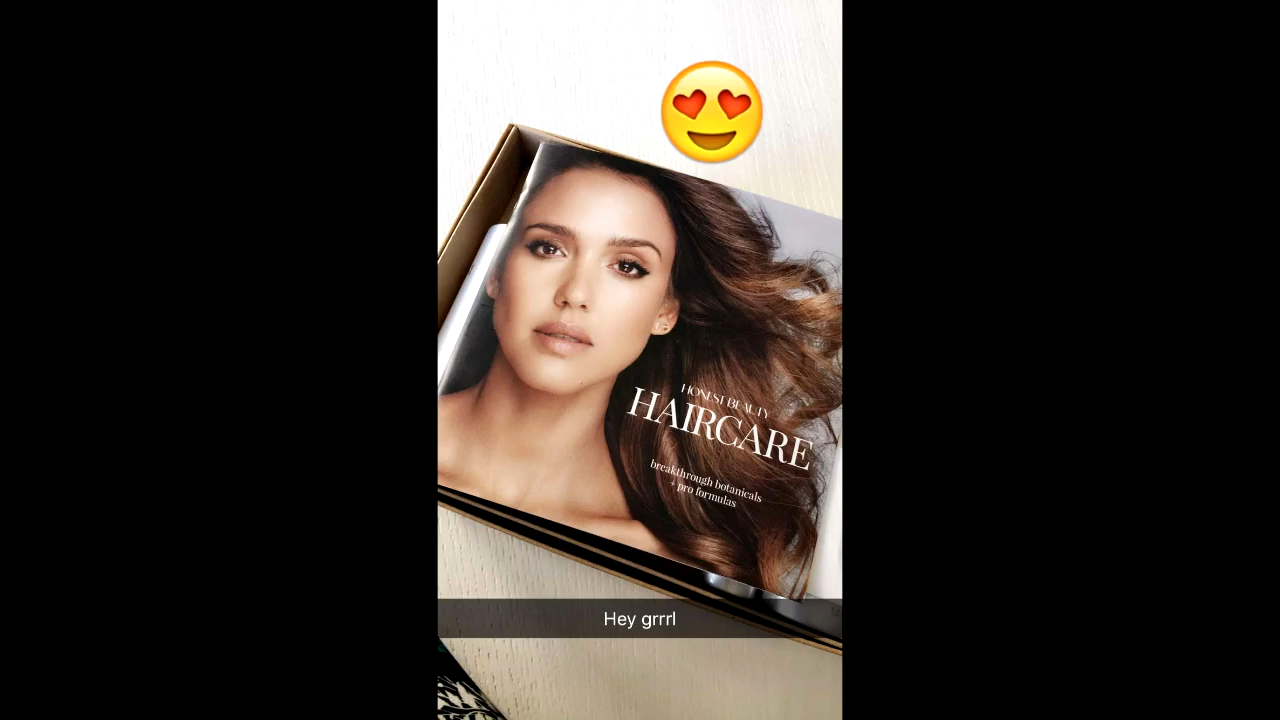 HONEST BEAUTY
HAIRCARE
breakthrough botanicals
+ pro formulas
Hey grrrl